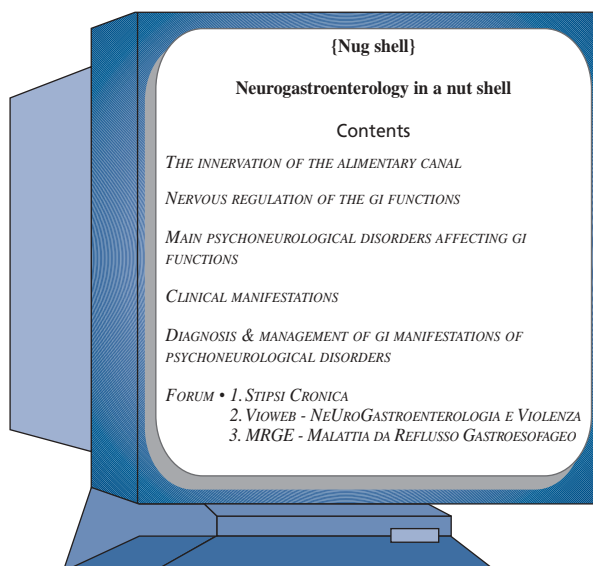 {Nug shell}
Neurogastroenterology in a nut shell
Contents
THE INNERVATION OF THE ALIMENTARY CANAL
NERVOUS REGULATION OF THE GI FUNCTIONS
MAIN PSYCHONEUROLOGICAL DISORDERS AFFECTING GI
FUNCTIONS
CLINICAL MANIFESTATIONS
DIAGNOSIS & MANAGEMENT OF GI MANIFESTATIONS OF
PSYCHONEUROLOGICAL DISORDERS
FORUM • 1. STIPSI CRONICA
2. VIOWEB - NEUROGASTROENTEROLOGIA E VIOLENZA
3. MRGE - MALATTIA DA REFLUSSO GASTROESOFAGEO